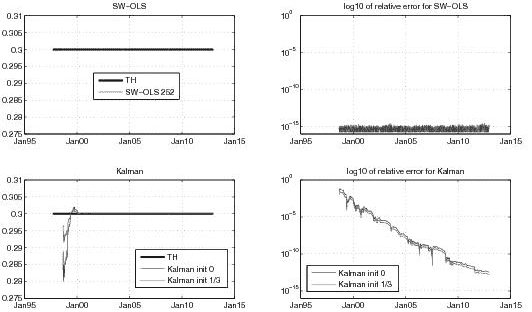 SW-OLS
0.31
0.305
0.3
0.295
0.29
0.285
0.28
0.275
TH
SW-OLS 252
Jan95 Jan00 Jan05 Jan10 Jan15
log10 of relative error for SW-OLS
10^0
10^-5
10^-10
10^-15
Jan95 Jan00 Jan05 Jan10 Jan15
Kalman
0.31
0.305
0.3
0.295
0.29
0.285
0.28
0.275
TH
Kalman init 0
Kalman init 1/3
Jan95 Jan00 Jan05 Jan10 Jan15
log10 of relative error for Kalman
10^0
10^-5
10^-10
10^-15
Kalman init 0
Kalman init 1/3
Jan95 Jan00 Jan05 Jan10 Jan15